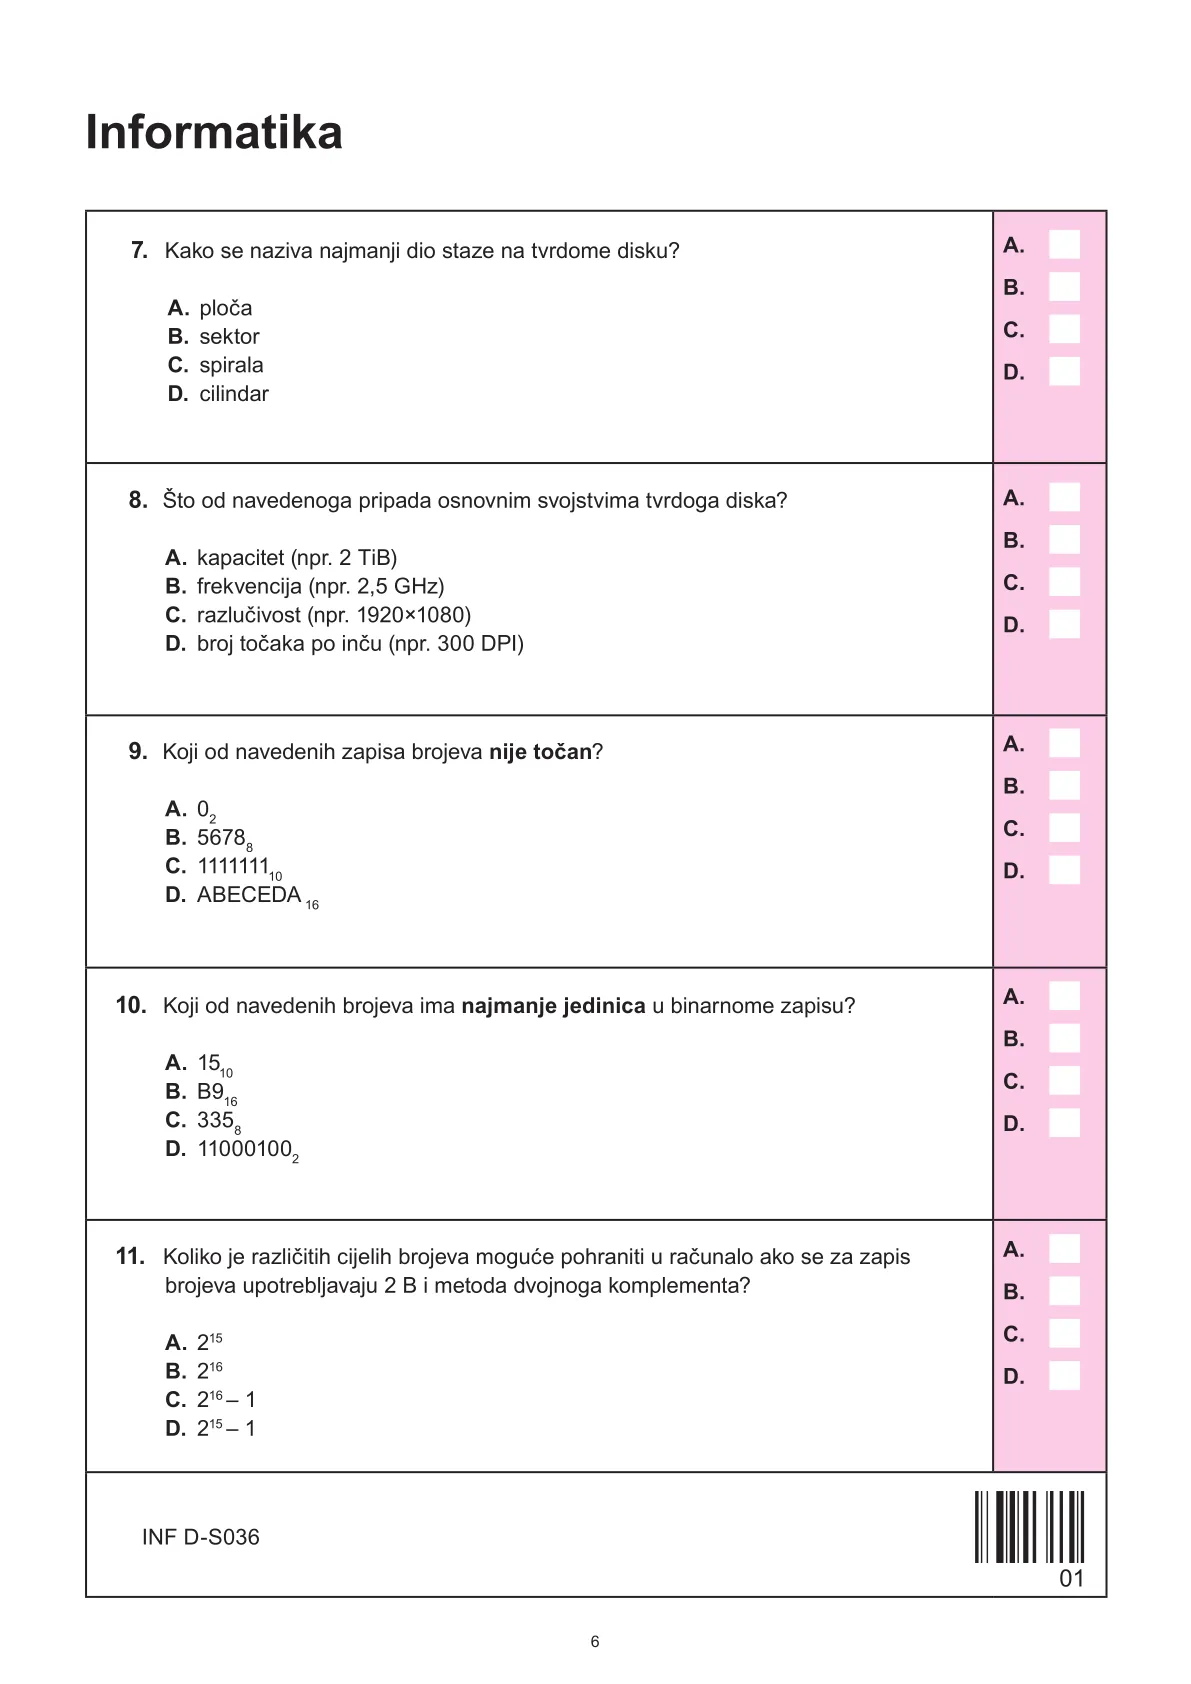 Informatika
7. Kako se naziva najmanji dio staze na tvrdome disku?
A. ploča
B. sektor
C. spirala
D. cilindar
A.
B.
C.
D.
8. Što od navedenoga pripada osnovnim svojstvima tvrdoga diska?
A. kapacitet (npr. 2 TiB)
B. frekvencija (npr. 2,5 GHz)
C. razlučivost (npr. 1920×1080)
D. broj točaka po inču (npr. 300 DPI)
A.
B.
C.
D.
9. Koji od navedenih zapisa brojeva nije točan?
A. 0₂
B. 5678₈
C. 1111111₁₀
D. ABECEDA ₁₆
A.
B.
C.
D.
10. Koji od navedenih brojeva ima najmanje jedinica u binarnome zapisu?
A. 15₁₀
B. B9₁₆
C. 335₈
D. 11000100₂
A.
B.
C.
D.
11. Koliko je različitih cijelih brojeva moguće pohraniti u računalo ako se za zapis
brojeva upotrebljavaju 2 B i metoda dvojnoga komplementa?
A. 2¹⁵
B. 2¹⁶
C. 2¹⁶ – 1
D. 2¹⁵ – 1
A.
B.
C.
D.
INF D-S036
01
6